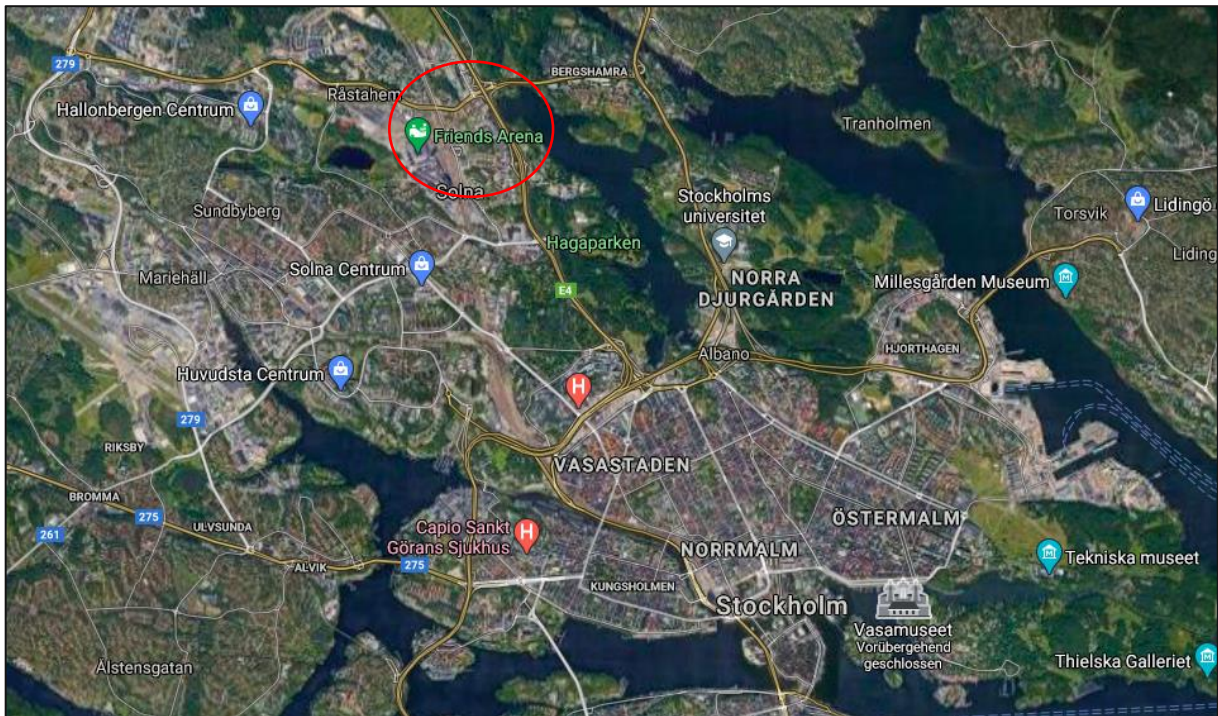 279
BERGSHAMRA
Råstahem
Hallonbergen Centrum
Friends Arena
Tranholmen
Solna
Stockholms
universitet
Torsvik
Lidingö
Sundbyberg
Hagaparken
Liding
Mariehäll
Solna Centrum
NORRA
DJURGÅRDEN
Millesgården Museum
E4
HJORTHAGEN
Albano
Huvudsta Centrum
H
279
RIKSBY
VASASTADEN
BROMMA
275
ULVSUNDA
261
Capio Sankt
Görans Sjukhus
H
ÖSTERMALM
NORRMALM
Tekniska museet
ALVIK
275
KUNGSHOLMEN
Stockholm
Vasamuseet
Vorübergehend
geschlossen
Ålstensgatan
Thielska Galleriet